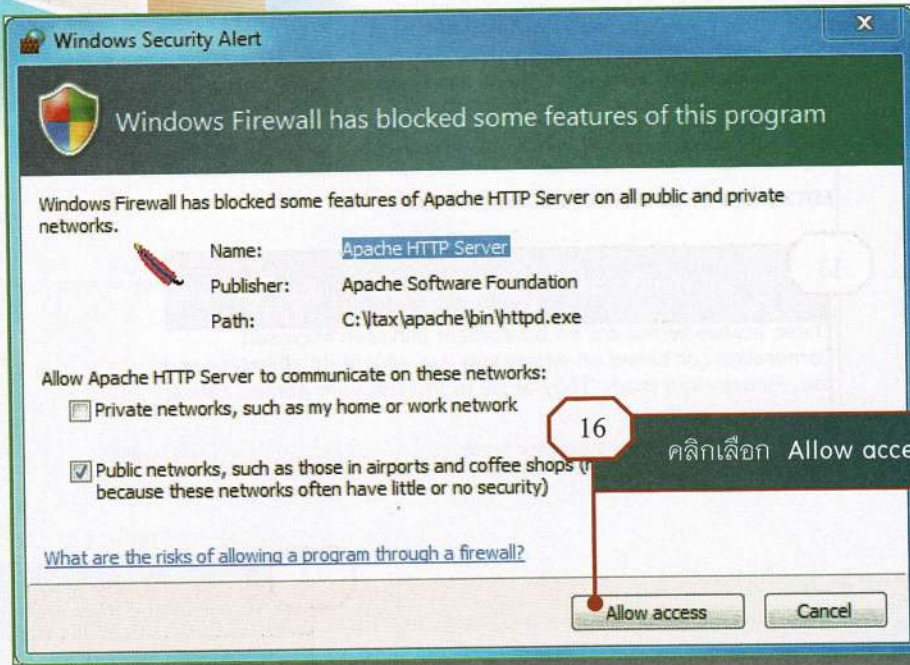 Windows Security Alert
Windows Firewall has blocked some features of this program
Windows Firewall has blocked some features of Apache HTTP Server on all public and private
networks.
Name: Apache HTTP Server
Publisher: Apache Software Foundation
Path: C:\ltax\apache\bin\httpd.exe
Allow Apache HTTP Server to communicate on these networks:
Private networks, such as my home or work network
16
คลิกเลือก Allow acce
Public networks, such as those in airports and coffee shops
because these networks often have little or no security)
What are the risks of allowing a program through a firewall?
Allow access
Cancel